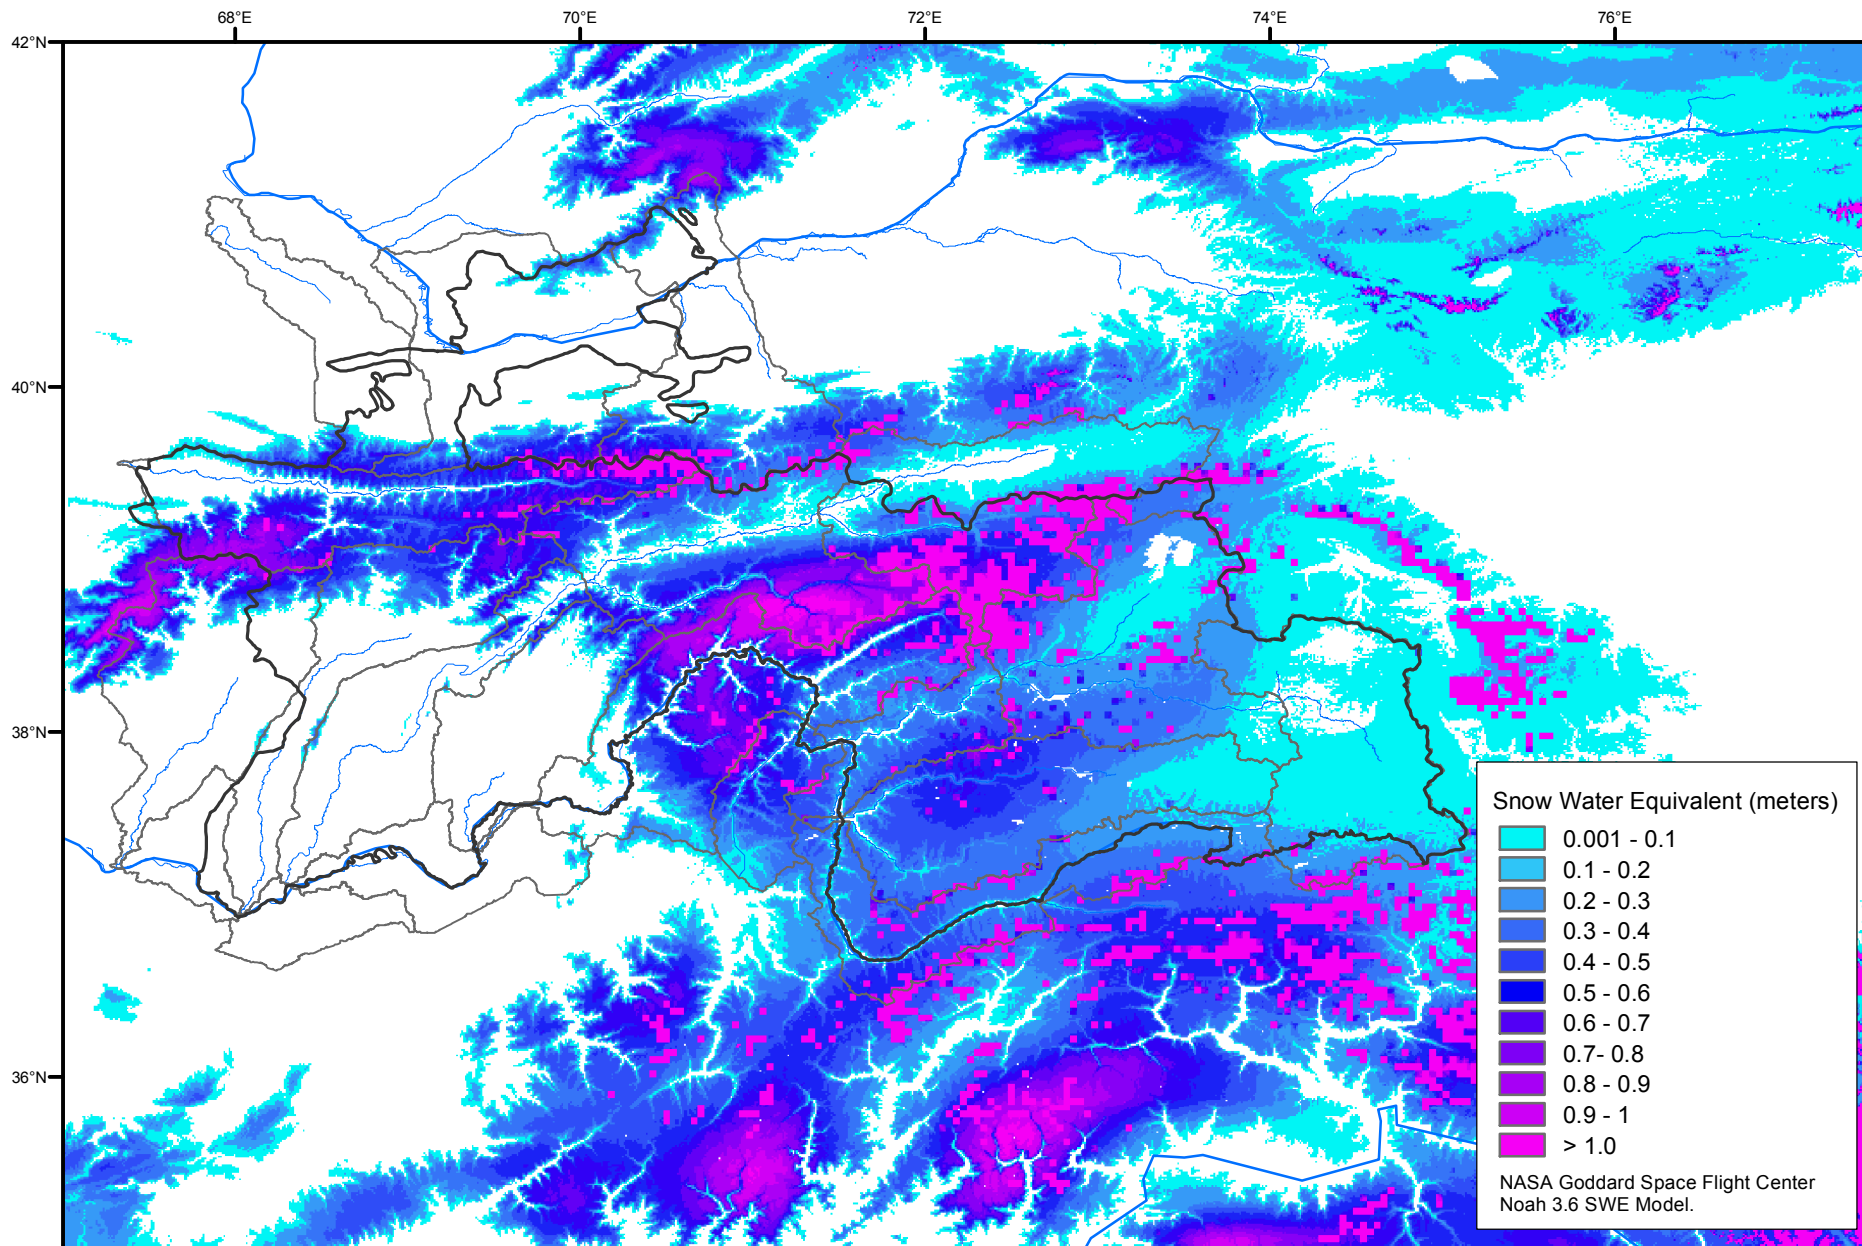 68°E
70°E
72°E
74°E
76°E
42°N
40°N
38°N
36°N
Snow Water Equivalent (meters)
0.001 - 0.1
0.1 - 0.2
0.2 - 0.3
0.3 - 0.4
0.4 - 0.5
0.5 - 0.6
0.6 - 0.7
0.7- 0.8
0.8 - 0.9
0.9 - 1
> 1.0
NASA Goddard Space Flight Center
Noah 3.6 SWE Model.